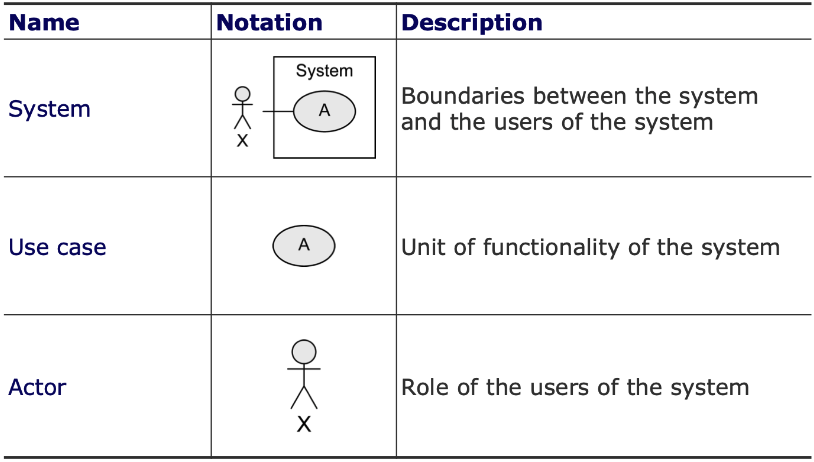 Name Notation Description
System
System
A
X
Boundaries between the system
and the users of the system
Use case
A
Unit of functionality of the system
Actor
X
Role of the users of the system